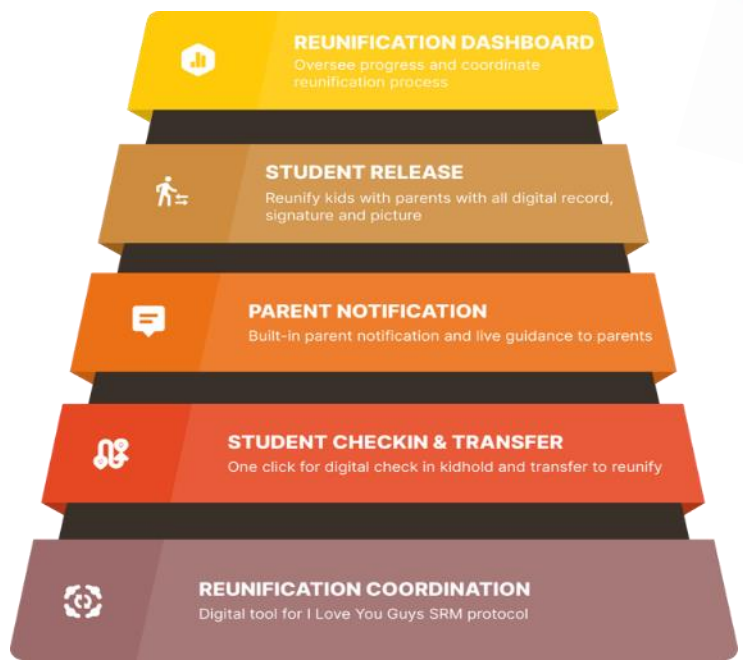 REUNIFICATION DASHBOARD
Oversee progress and coordinate
reunification process
STUDENT RELEASE
Reunify kids with parents with all digital record,
signature and picture
PARENT NOTIFICATION
Built-in parent notification and live guidance to parents
STUDENT CHECKIN & TRANSFER
One click for digital check in kidhold and transfer to reunify
REUNIFICATION COORDINATION
Digital tool for I Love You Guys SRM protocol